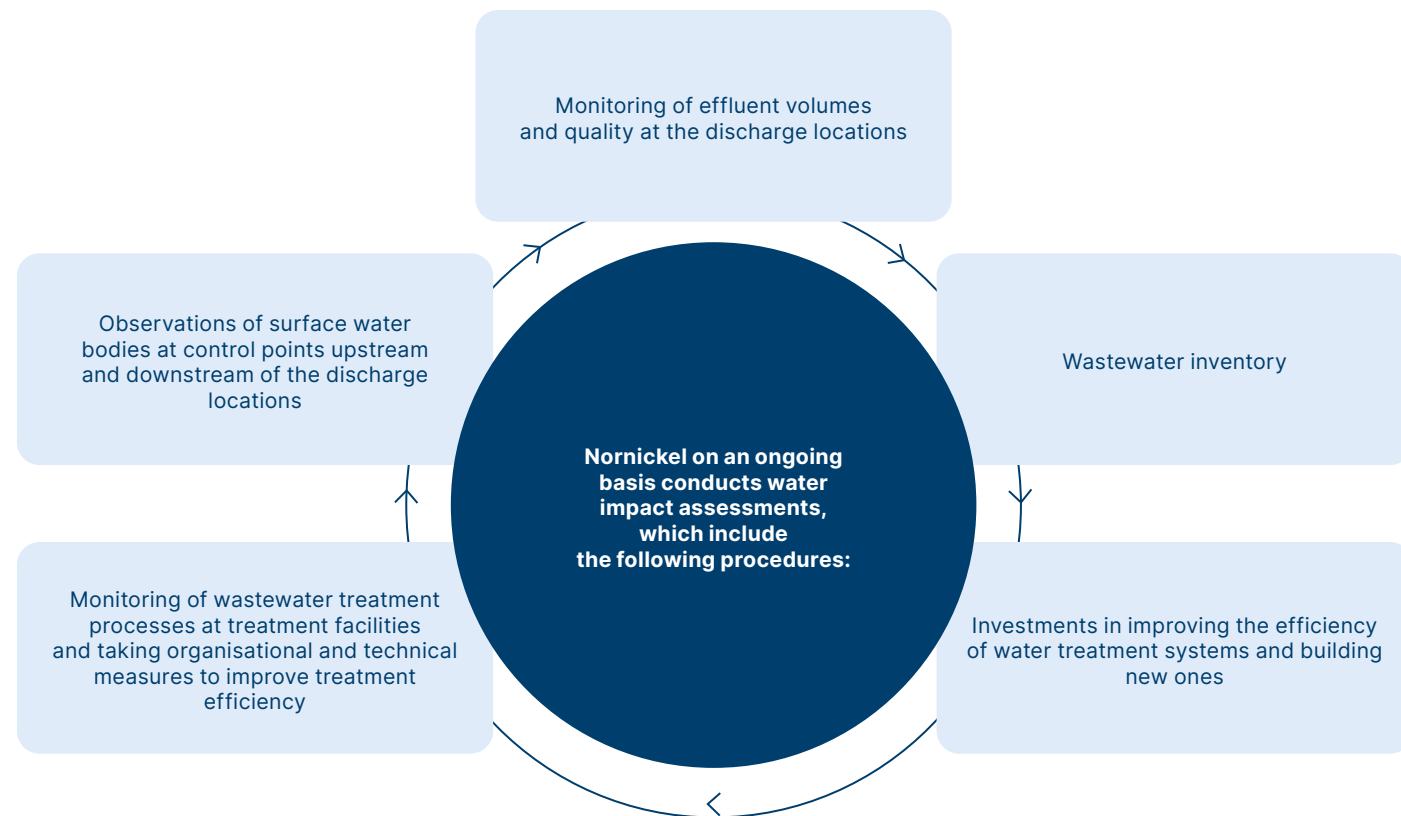 Monitoring of effluent volumes
and quality at the discharge locations
Observations of surface water
bodies at control points upstream
and downstream of the discharge
locations
Wastewater inventory
Nornickel on an ongoing
basis conducts water
impact assessments,
which include
the following procedures:
Monitoring of wastewater treatment
processes at treatment facilities
and taking organisational and technical
measures to improve treatment
efficiency
Investments in improving the efficiency
of water treatment systems and building
new ones